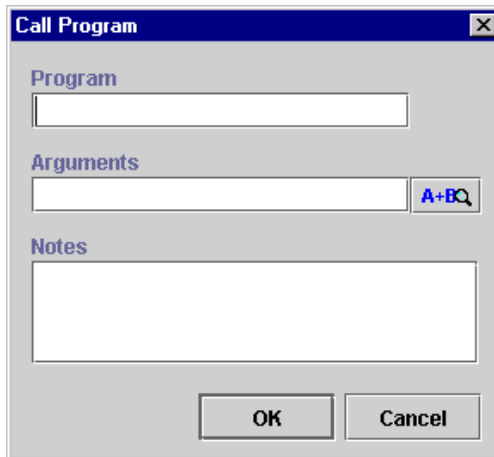 Call Program
Program
Arguments
A+B
Notes
OK
Cancel